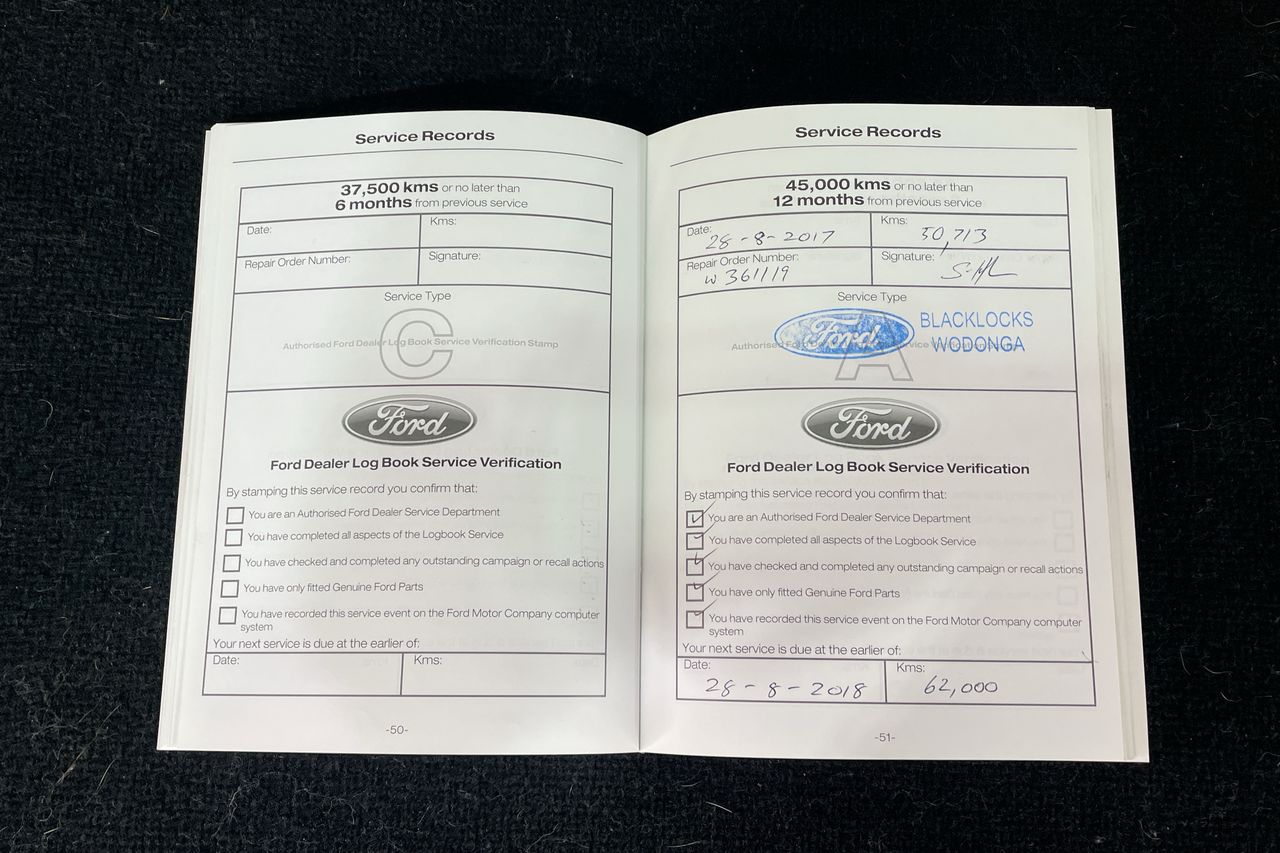 Service Records
37,500 kms or no later than
6 months from previous service
Date:
Kms:
Repair Order Number:
Signature:
Service Type
C
Authorised Ford Dealer Log Book Service Verification Stamp
Ford
Ford Dealer Log Book Service Verification
By stamping this service record you confirm that:
You are an Authorised Ford Dealer Service Department
You have completed all aspects of the Logbook Service
You have checked and completed any outstanding campaign or recall actions
You have only fitted Genuine Ford Parts
You have recorded this service event on the Ford Motor Company computer
system
Your next service is due at the earlier of:
Date:
Kms:
-50-
Service Records
45,000 kms or no later than
12 months from previous service
Date: 28-8-2017
Kms: 50,713
Repair Order Number:
W361119
Signature:
Service Type
Ford
BLACKLOCKS
WODONGA
Authorised
A
Ford
Ford Dealer Log Book Service Verification
By stamping this service record you confirm that:
You are an Authorised Ford Dealer Service Department
You have completed all aspects of the Logbook Service
You have checked and completed any outstanding campaign or recall actions
You have only fitted Genuine Ford Parts
You have recorded this service event on the Ford Motor Company computer
system
Your next service is due at the earlier of:
Date:
28-8-2018
Kms:
62,000
-51-